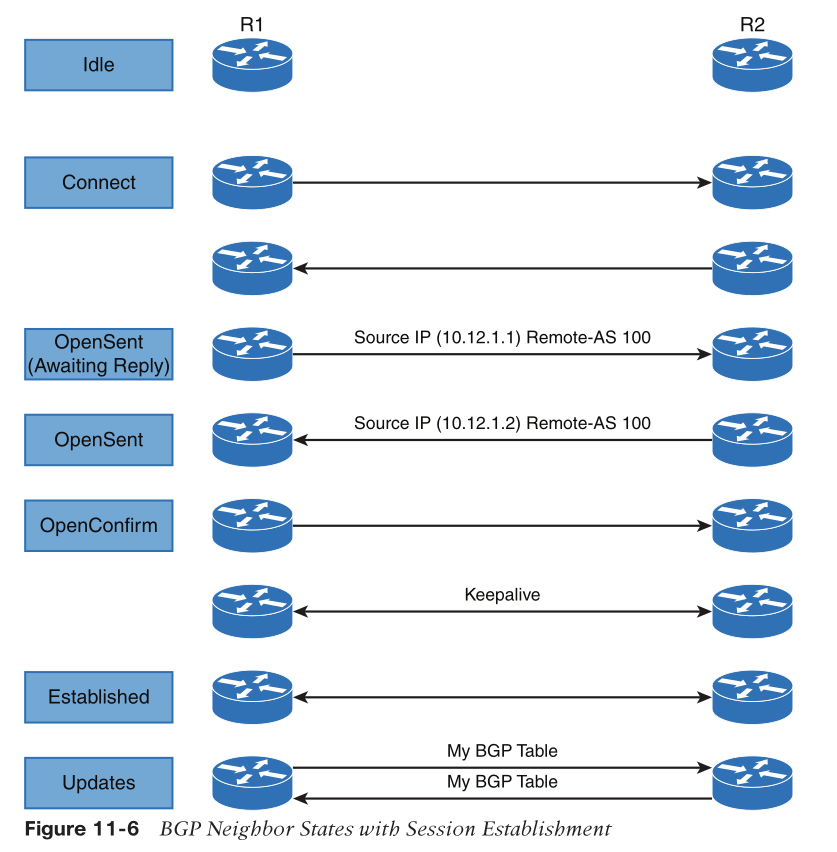 R1 R2
Idle
Connect
OpenSent
(Awaiting Reply)
Source IP (10.12.1.1) Remote-AS 100
OpenSent
Source IP (10.12.1.2) Remote-AS 100
OpenConfirm
Keepalive
Established
My BGP Table
Updates
My BGP Table
Figure 11-6 BGP Neighbor States with Session Establishment